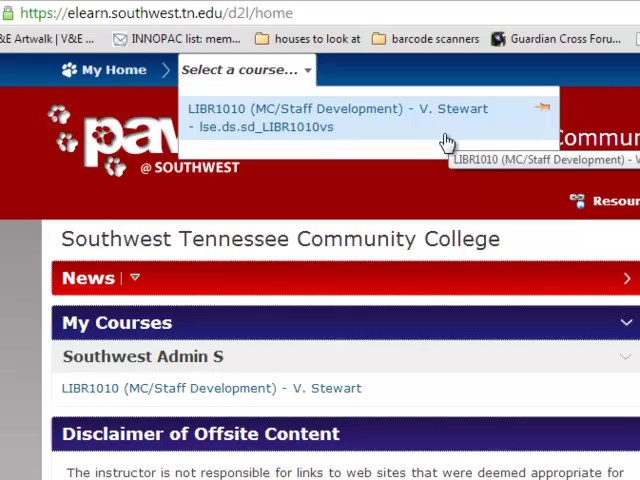 https://elearn.southwest.tn.edu/d2l/home
V&E Artwalk | V&E ... INNOPAC list: mem... houses to look at barcode scanners Guardian Cross Foru...
My Home Select a course...
LIBR1010 (MC/Staff Development) - V. Stewart
- lse.ds.sd_LIBR1010vs
LIBR1010 (MC/Staff Development) -
paw
Commun
@ SOUTHWEST
Resour
Southwest Tennessee Community College
News
My Courses
Southwest Admin S
LIBR1010 (MC/Staff Development) - V. Stewart
Disclaimer of Offsite Content
The instructor is not responsible for links to web sites that were deemed appropriate for